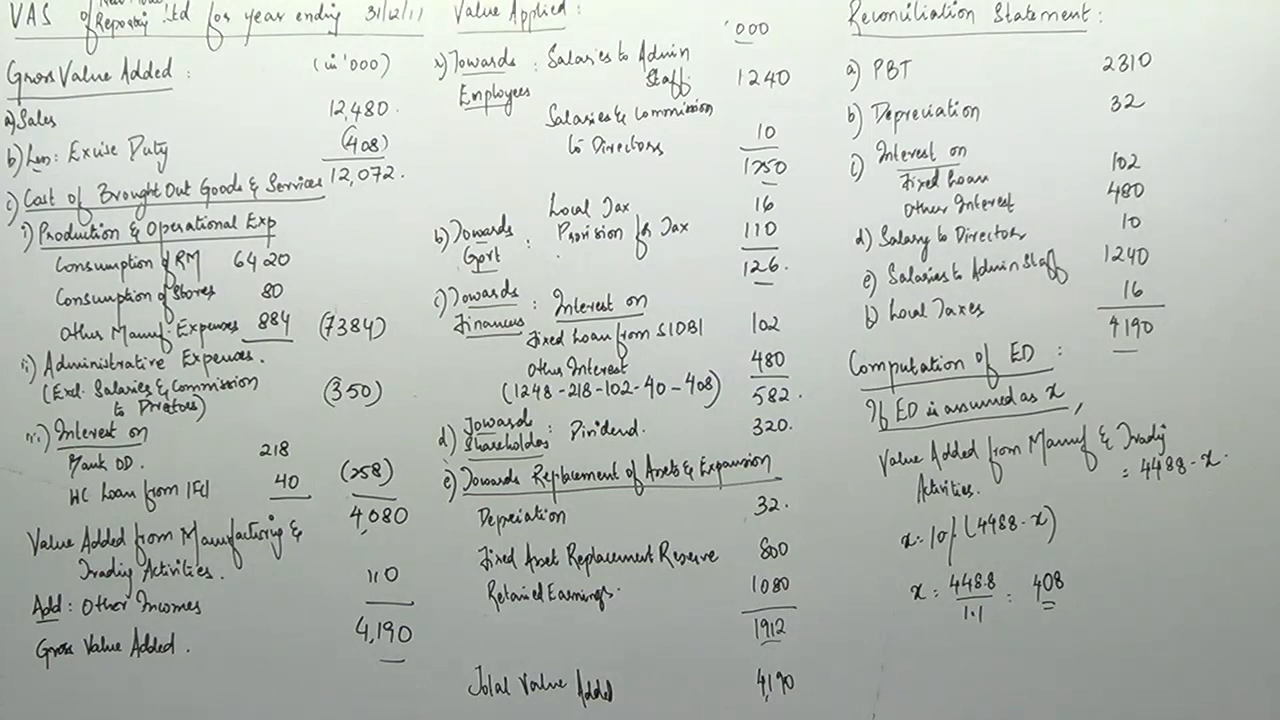 VAS of Reporting Ltd for year ending 31/12/11
Gross Value Added : (in '000)
a) Sales 12,480.
b) Len: Excise Duty (408)
12,072.
c) Cost of Brought Out Goods & Services
i) Production & Operational Exp
Consumption of RM 6420
Consumption of Stores 80
Other Manuf. Expenses 884 (7384)
ii) Administrative Expenses.
(Excl. Salaries & Commission (350)
to Directors)
iii) Interest on
Bank OD. 218
WC Loan from IFCI 40 (258)
4,080
Value Added from Manufacturing &
Trading Activities.
Add: Other Incomes 110
Gross Value Added. 4,190
Value Applied :
'000
a) Towards : Salaries to Admin
Employees Staff. 1240
Salaries & Commission
to Directors 10
1250
Local Tax 16
b) Towards : Provision for Tax 110
Govt 126.
c) Towards : Interest on
Financiers Fixed Loan from SIDBI 102
Other Interest 480
(1248-218-102-40-408) 582.
d) Towards
Shareholders : Dividend. 320.
e) Towards Replacement of Assets & Expansion
Depreiation 32.
Fixed Asset Replacement Reserve 800
Retained Earnings. 1080
1912
Total Value Added 4,190
Reconciliation Statement :
a) PBT 2310
b) Depreciation 32
c) Interest on
Fixed Loan 102
Other Interest 480
d) Salary to Directors 10
e) Salaries to Admin Staff 1240
f) Local Taxes 16
4190
Computation of ED :
If ED is assumed as x,
Value Added from Manuf & Trading
Activities. = 4488-x.
x = 10% (4488-x)
x = 448.8 / 1.1 = 408